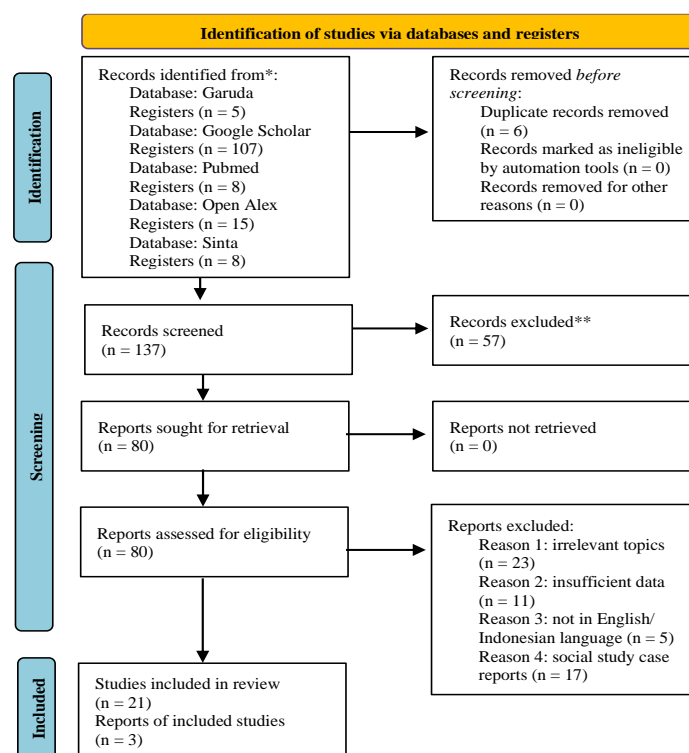 Identification of studies via databases and registers
Identification
Records identified from*:
Database: Garuda
Registers (n = 5)
Database: Google Scholar
Registers (n = 107)
Database: Pubmed
Registers (n = 8)
Database: Open Alex
Registers (n = 15)
Database: Sinta
Registers (n = 8)
Records removed before
screening:
Duplicate records removed
(n = 6)
Records marked as ineligible
by automation tools (n = 0)
Records removed for other
reasons (n = 0)
Screening
Records screened
(n = 137)
Records excluded**
(n = 57)
Reports sought for retrieval
(n = 80)
Reports not retrieved
(n = 0)
Reports assessed for eligibility
(n = 80)
Reports excluded:
Reason 1: irrelevant topics
(n = 23)
Reason 2: insufficient data
(n = 11)
Reason 3: not in English/
Indonesian language (n = 5)
Reason 4: social study case
reports (n = 17)
Included
Studies included in review
(n = 21)
Reports of included studies
(n = 3)